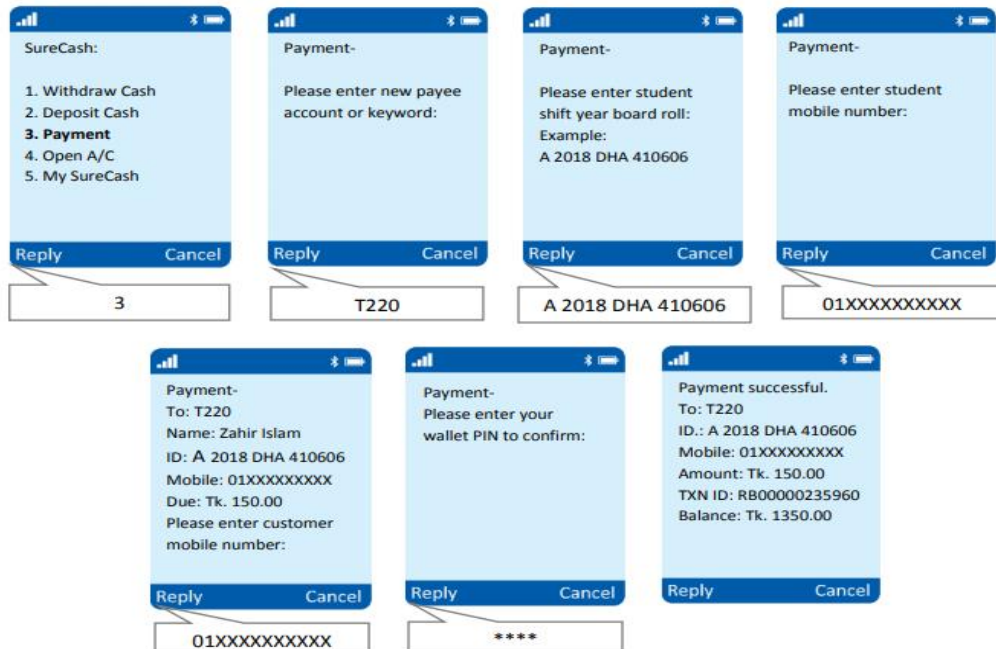 SureCash:
1. Withdraw Cash
2. Deposit Cash
3. Payment
4. Open A/C
5. My SureCash
Reply Cancel
3
Payment-
Please enter new payee
account or keyword:
Reply Cancel
T220
Payment-
Please enter student
shift year board roll:
Example:
A 2018 DHA 410606
Reply Cancel
A 2018 DHA 410606
Payment-
Please enter student
mobile number:
Reply Cancel
01XXXXXXXXXX
Payment-
To: T220
Name: Zahir Islam
ID: A 2018 DHA 410606
Mobile: 01XXXXXXXXX
Due: Tk. 150.00
Please enter customer
mobile number:
Reply Cancel
01XXXXXXXXXX
Payment-
Please enter your
wallet PIN to confirm:
Reply Cancel
****
Payment successful.
To: T220
ID.: A 2018 DHA 410606
Mobile: 01XXXXXXXXX
Amount: Tk. 150.00
TXN ID: RB00000235960
Balance: Tk. 1350.00
Reply Cancel